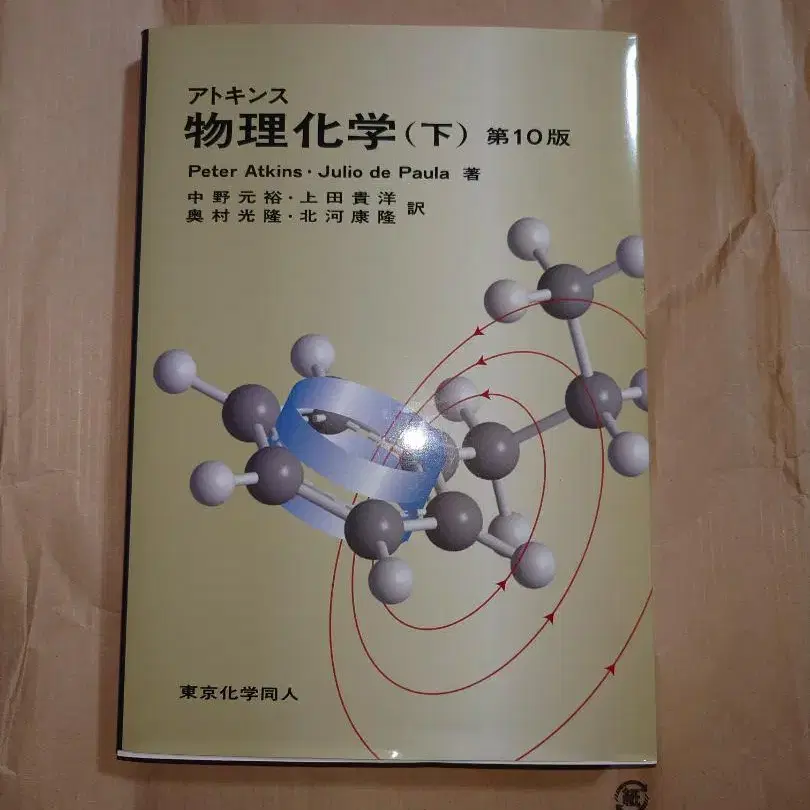 アトキンス
物理化学(下) 第10版
Peter Atkins・Julio de Paula 著
中野元裕・上田貴洋
奥村光隆・北河康隆 訳
東京化学同人
紙